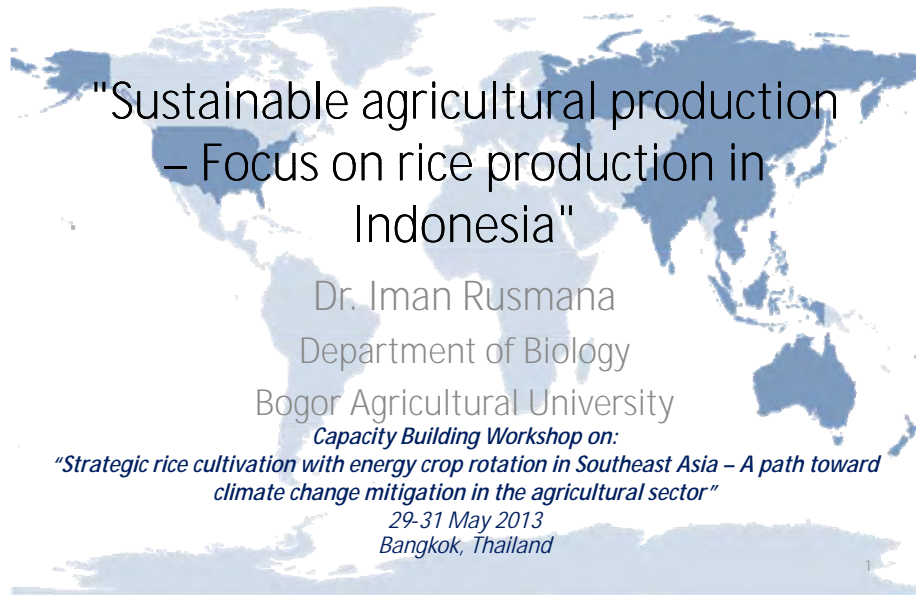 "Sustainable agricultural production
– Focus on rice production in
Indonesia"
Dr. Iman Rusmana
Department of Biology
Bogor Agricultural University
Capacity Building Workshop on:
“Strategic rice cultivation with energy crop rotation in Southeast Asia – A path toward
climate change mitigation in the agricultural sector”
29-31 May 2013
Bangkok, Thailand
1